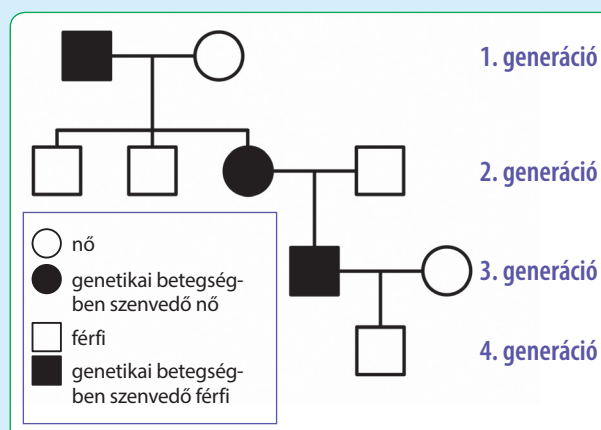 1. generáció
2. generáció
3. generáció
4. generáció
nő
genetikai betegség-
ben szenvedő nő
férfi
genetikai betegség-
ben szenvedő férfi